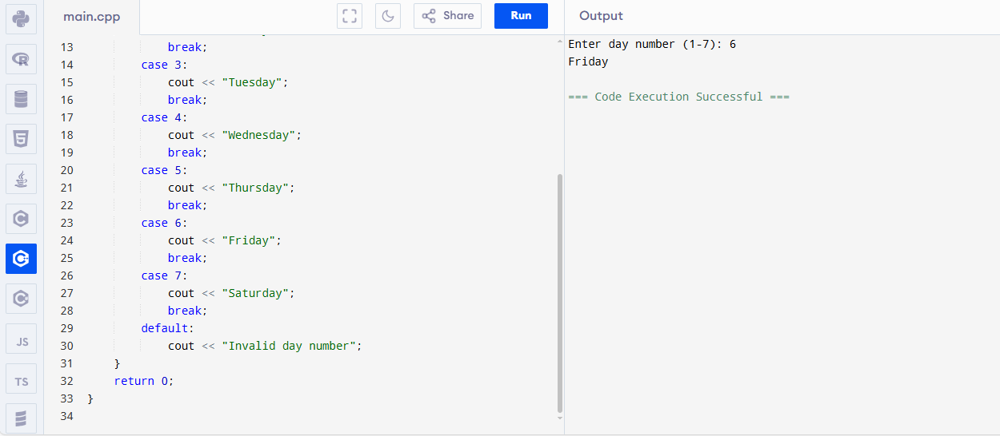 main.cpp
Share
Run
Output
13 break;
14 case 3:
15 cout << "Tuesday";
16 break;
17 case 4:
18 cout << "Wednesday";
19 break;
20 case 5:
21 cout << "Thursday";
22 break;
23 case 6:
24 cout << "Friday";
25 break;
26 case 7:
27 cout << "Saturday";
28 break;
29 default:
30 cout << "Invalid day number";
31 }
32 return 0;
33 }
34
JS
TS
Enter day number (1-7): 6
Friday
=== Code Execution Successful ===